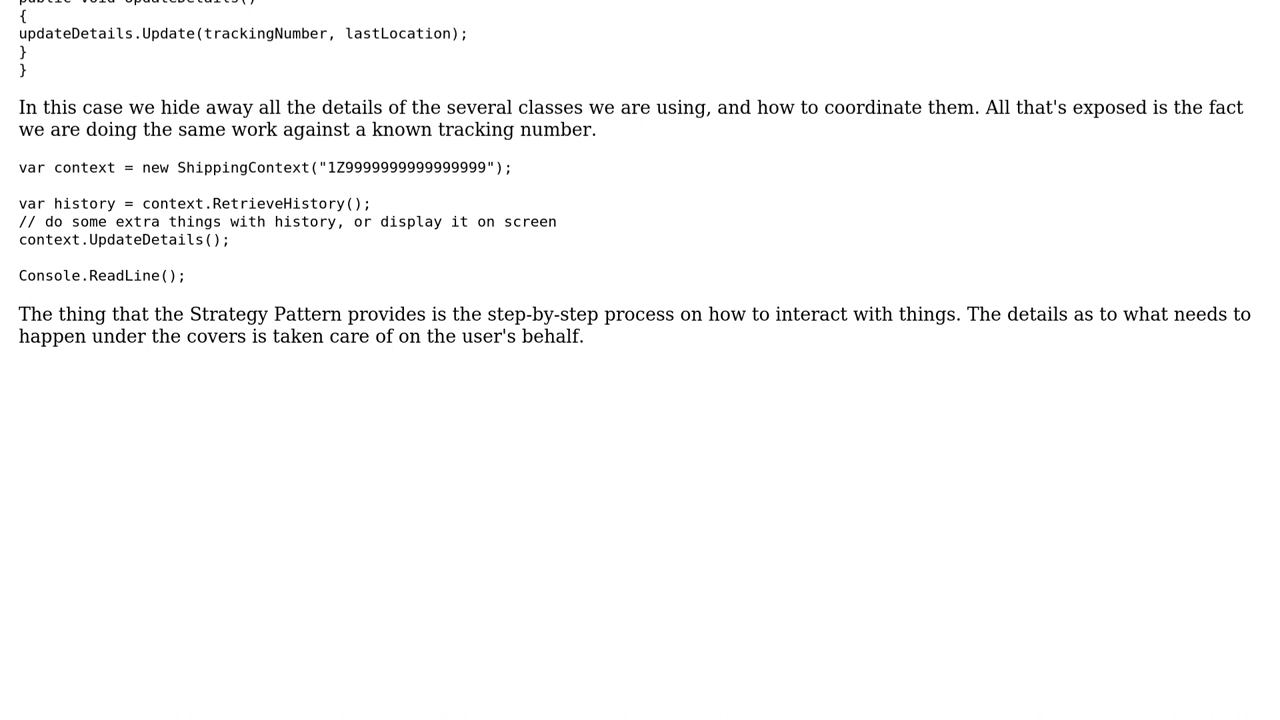 public void UpdateDetails()
{
updateDetails.Update(trackingNumber, lastLocation);
}
}
In this case we hide away all the details of the several classes we are using, and how to coordinate them. All that's exposed is the fact
we are doing the same work against a known tracking number.
var context = new ShippingContext("1Z9999999999999999");
var history = context.RetrieveHistory();
// do some extra things with history, or display it on screen
context.UpdateDetails();
Console.ReadLine();
The thing that the Strategy Pattern provides is the step-by-step process on how to interact with things. The details as to what needs to
happen under the covers is taken care of on the user's behalf.